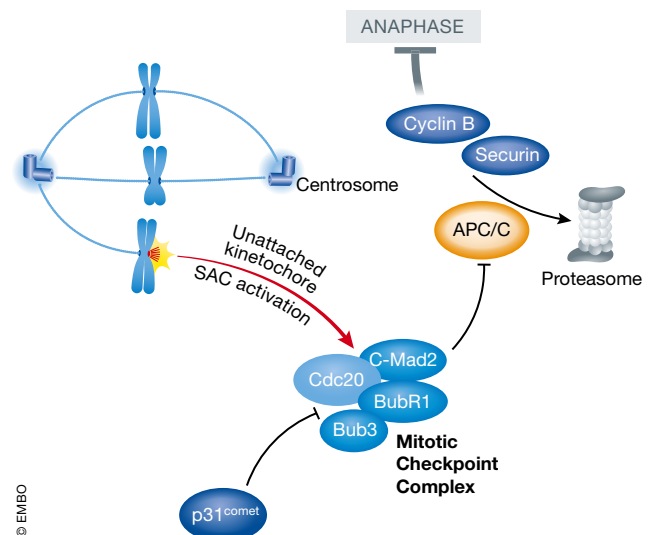 ANAPHASE
Cyclin B
Securin
Centrosome
APC/C
Proteasome
Unattached
kinetochore
SAC activation
C-Mad2
Cdc20
BubR1
Bub3
Mitotic
Checkpoint
Complex
p31comet
© EMBO